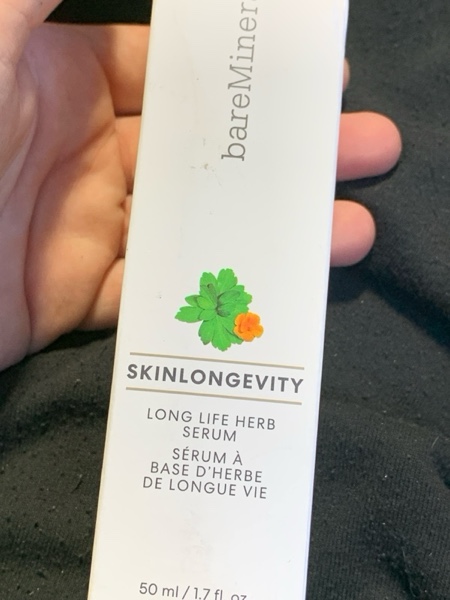 bareMiner
SKINLONGEVITY
LONG LIFE HERB
SERUM
SÉRUM À
BASE D'HERBE
DE LONGUE VIE
50 ml / 1.7 fl. oz.